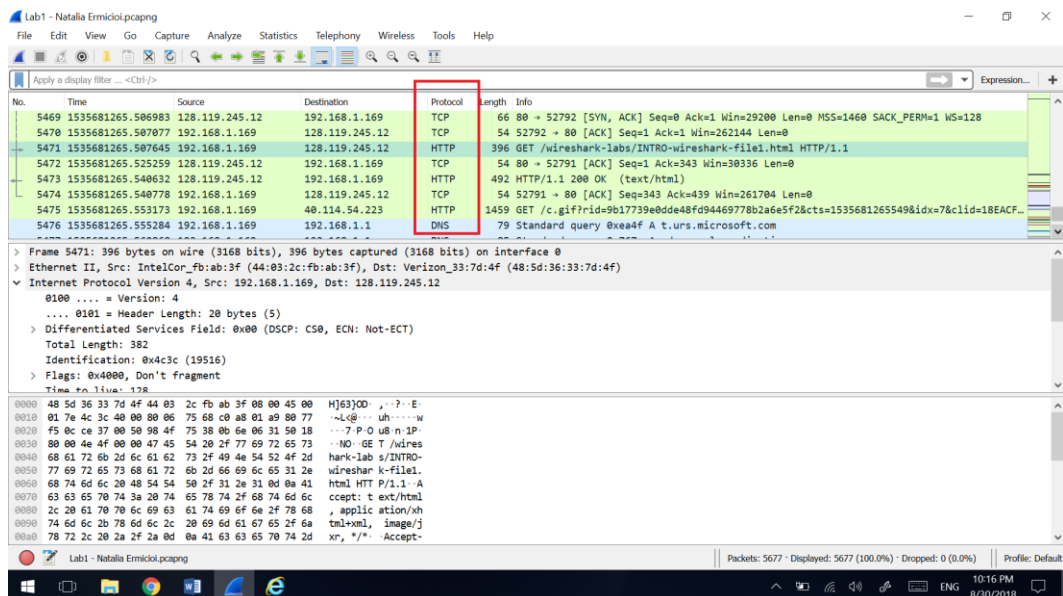 Lab1 - Natalia Ermicioi.pcapng
File Edit View Go Capture Analyze Statistics Telephony Wireless Tools Help
Apply a display filter ... <Ctrl-/> Expression... +
No. Time Source Destination Protocol Length Info
5469 1535681265.506983 128.119.245.12 192.168.1.169 TCP 66 80 → 52792 [SYN, ACK] Seq=0 Ack=1 Win=29200 Len=0 MSS=1460 SACK_PERM=1 WS=128
5470 1535681265.507077 192.168.1.169 128.119.245.12 TCP 54 52792 → 80 [ACK] Seq=1 Ack=1 Win=262144 Len=0
5471 1535681265.507645 192.168.1.169 128.119.245.12 HTTP 396 GET /wireshark-labs/INTRO-wireshark-file1.html HTTP/1.1
5472 1535681265.525259 128.119.245.12 192.168.1.169 TCP 54 80 → 52791 [ACK] Seq=1 Ack=343 Win=30336 Len=0
5473 1535681265.540632 128.119.245.12 192.168.1.169 HTTP 492 HTTP/1.1 200 OK (text/html)
5474 1535681265.540778 192.168.1.169 128.119.245.12 TCP 54 52791 → 80 [ACK] Seq=343 Ack=439 Win=261704 Len=0
5475 1535681265.553173 192.168.1.169 40.114.54.223 HTTP 1459 GET /c.gif?rid=9b17739e0dde48fd94469778b2a6e5f2&cts=1535681265549&idx=7&clid=18EACF...
5476 1535681265.555284 192.168.1.169 192.168.1.1 DNS 79 Standard query 0xea4f A t.urs.microsoft.com
> Frame 5471: 396 bytes on wire (3168 bits), 396 bytes captured (3168 bits) on interface 0
> Ethernet II, Src: IntelCor_fb:ab:3f (44:03:2c:fb:ab:3f), Dst: Verizon_33:7d:4f (48:5d:36:33:7d:4f)
Internet Protocol Version 4, Src: 192.168.1.169, Dst: 128.119.245.12
0100 .... = Version: 4
.... 0101 = Header Length: 20 bytes (5)
> Differentiated Services Field: 0x00 (DSCP: CS0, ECN: Not-ECT)
Total Length: 382
Identification: 0x4c3c (19516)
> Flags: 0x4000, Don't fragment
Time to live: 128
0000 48 5d 36 33 7d 4f 44 03 2c fb ab 3f 08 00 45 00 H]63}OD· ,··?··E·
0010 01 7e 4c 3c 40 00 80 06 75 68 c0 a8 01 a9 80 77 ·~L<@··· uh·····w
0020 f5 0c ce 37 00 50 98 4f 75 38 0b 6e 06 31 50 18 ···7·P·O u8·n·1P·
0030 80 00 4e 4f 00 00 47 45 54 20 2f 77 69 72 65 73 ··NO··GE T /wires
0040 68 61 72 6b 2d 6c 61 62 73 2f 49 4e 54 52 4f 2d hark-lab s/INTRO-
0050 77 69 72 65 73 68 61 72 6b 2d 66 69 6c 65 31 2e wireshar k-file1.
0060 68 74 6d 6c 20 48 54 54 50 2f 31 2e 31 0d 0a 41 html HTT P/1.1··A
0070 63 63 65 70 74 3a 20 74 65 78 74 2f 68 74 6d 6c ccept: t ext/html
0080 2c 20 61 70 70 6c 69 63 61 74 69 6f 6e 2f 78 68 , applic ation/xh
0090 74 6d 6c 2b 78 6d 6c 2c 20 69 6d 61 67 65 2f 6a tml+xml, image/j
00a0 78 72 2c 20 2a 2f 2a 0d 0a 41 63 63 65 70 74 2d xr, */*· ·Accept-
Lab1 - Natalia Ermicioi.pcapng Packets: 5677 · Displayed: 5677 (100.0%) · Dropped: 0 (0.0%) Profile: Default
ENG 10:16 PM
8/30/2018